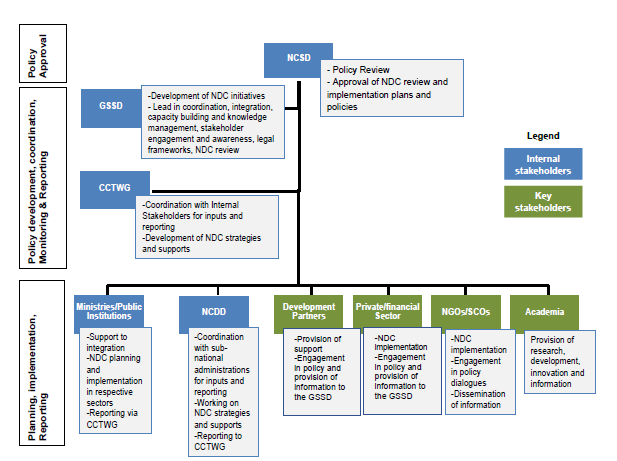 Policy
Approval
NCSD
- Policy Review
- Approval of NDC review and
implementation plans and
policies
Policy development, coordination,
Monitoring & Reporting
GSSD
-Development of NDC initiatives
- Lead in coordination, integration,
capacity building and knowledge
management, stakeholder
engagement and awareness, legal
frameworks, NDC review
CCTWG
-Coordination with Internal
Stakeholders for inputs and
reporting
-Development of NDC strategies
and supports
Legend
Internal
stakeholders
Key
stakeholders
Planning, implementation,
Reporting
Ministries/Public
Institutions
-Support to
integration
-NDC planning
and
implementation
in respective
sectors
-Reporting via
CCTWG
NCDD
-Coordination
with sub-
national
administrations
for inputs and
reporting
-Working on
NDC strategies
and supports
-Reporting to
CCTWG
Development
Partners
-Provision of
support
-Engagement
in policy and
provision of
information to
the GSSD
Private/financial
Sector
-NDC
implementation
-Engagement
in policy and
provision of
information to
the GSSD
NGOs/SCOs
-NDC
implementation
-Engagement
in policy
dialogues
-Dissemination
of information
Academia
Provision of
research,
development,
innovation and
information